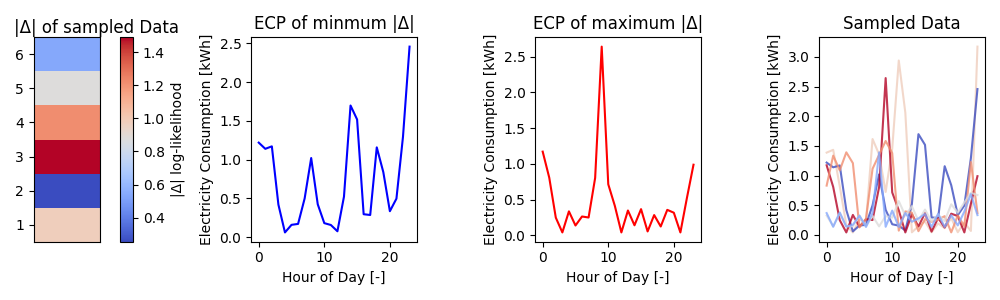 |Δ| of sampled Data
6
5
4
3
2
1
1.4
1.2
1.0
0.8
0.6
0.4
|Δ| log-likelihood
ECP of minmum |Δ|
2.5
2.0
1.5
1.0
0.5
0.0
Electricity Consumption [kWh]
0 10 20
Hour of Day [-]
ECP of maximum |Δ|
2.5
2.0
1.5
1.0
0.5
0.0
Electricity Consumption [kWh]
0 10 20
Hour of Day [-]
Sampled Data
3.0
2.5
2.0
1.5
1.0
0.5
0.0
Electricity Consumption [kWh]
0 10 20
Hour of Day [-]